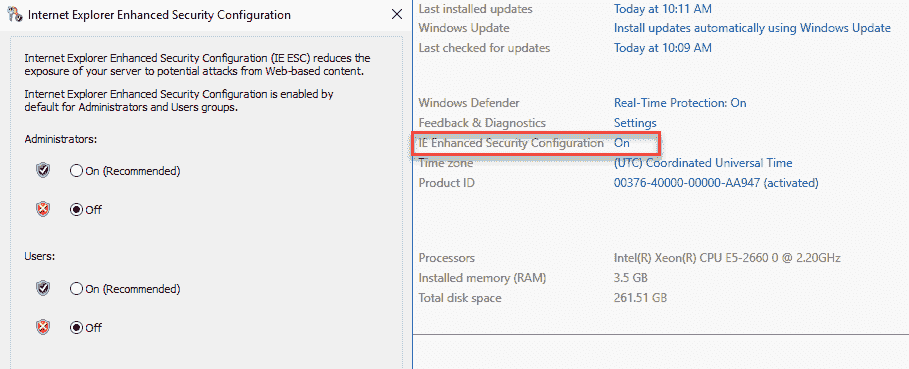 Internet Explorer Enhanced Security Configuration
Internet Explorer Enhanced Security Configuration (IE ESC) reduces the
exposure of your server to potential attacks from Web-based content.
Internet Explorer Enhanced Security Configuration is enabled by
default for Administrators and Users groups.
Administrators:
On (Recommended)
Off
Users:
On (Recommended)
Off
Last installed updates Today at 10:11 AM
Windows Update Install updates automatically using Windows Update
Last checked for updates Today at 10:09 AM
Windows Defender Real-Time Protection: On
Feedback & Diagnostics Settings
IE Enhanced Security Configuration On
Time zone (UTC) Coordinated Universal Time
Product ID 00376-40000-00000-AA947 (activated)
Processors Intel(R) Xeon(R) CPU E5-2660 0 @ 2.20GHz
Installed memory (RAM) 3.5 GB
Total disk space 261.51 GB